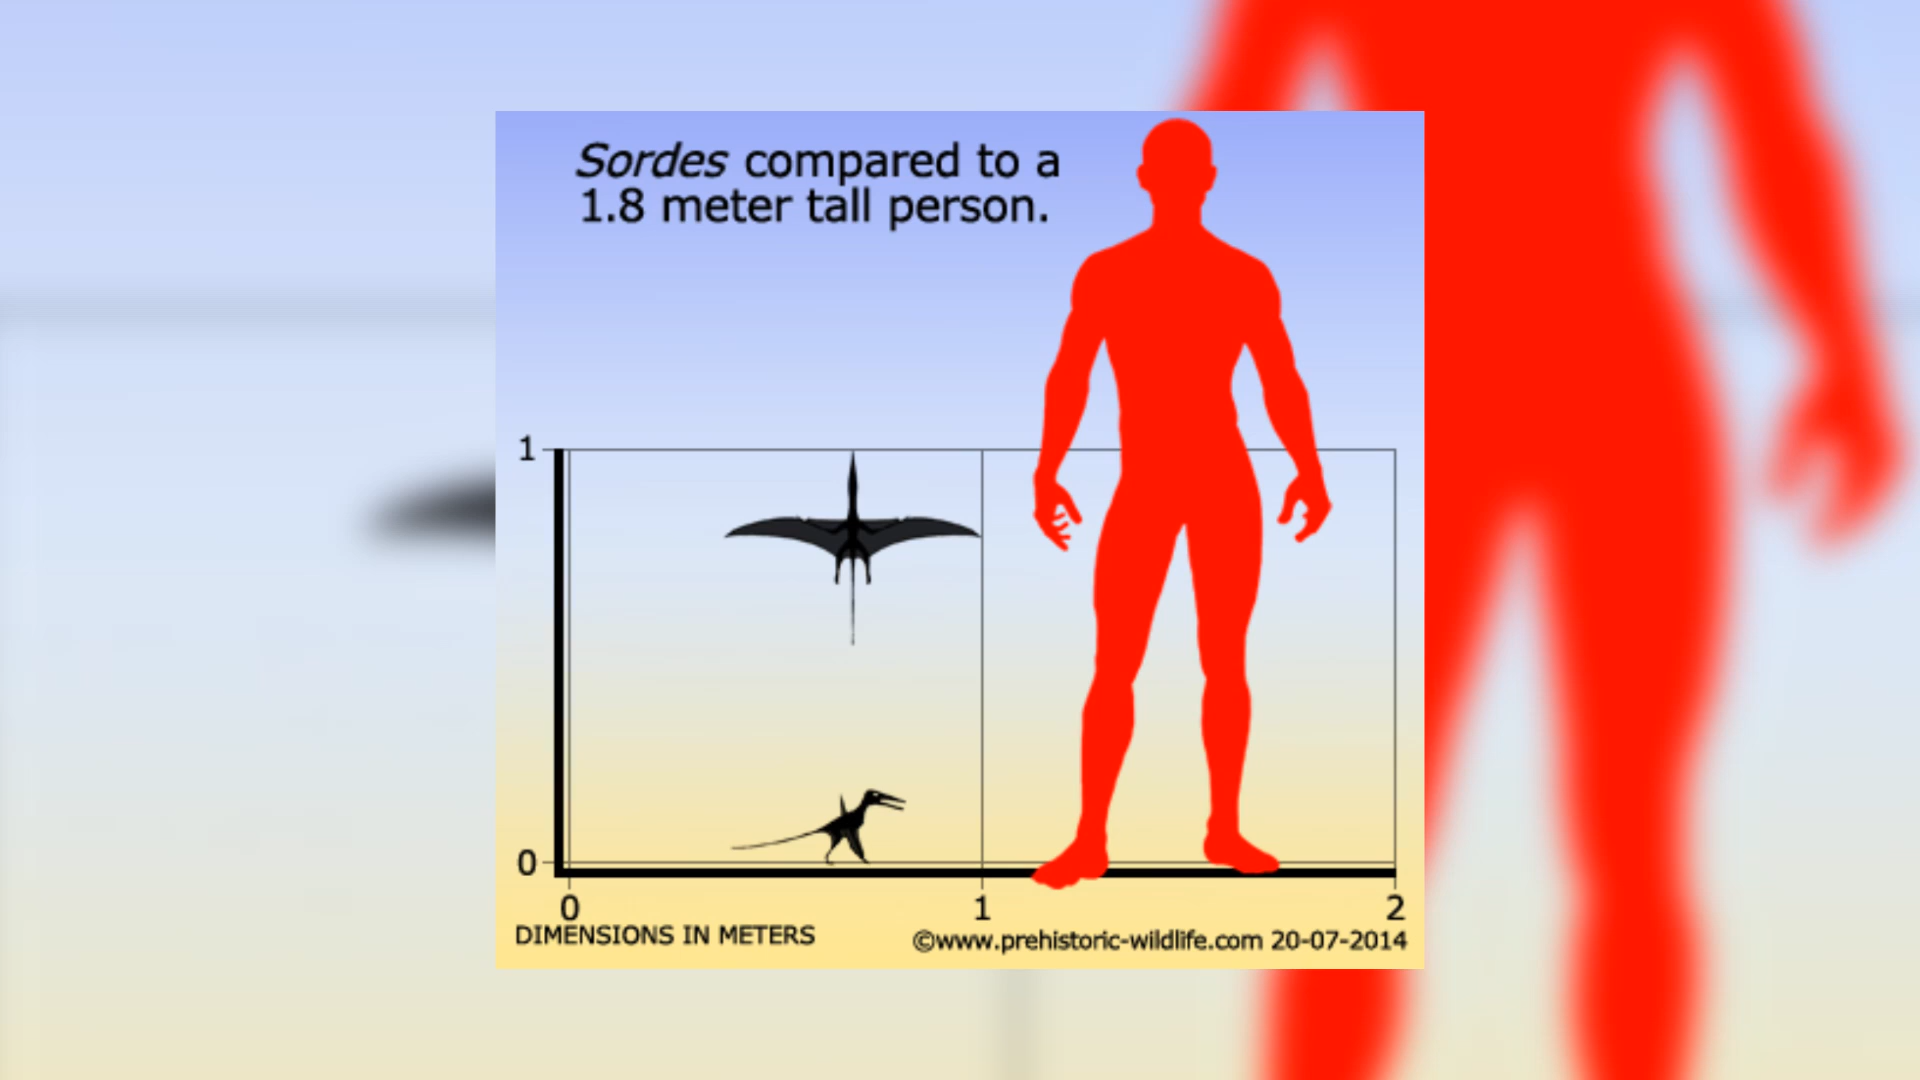 Sordes compared to a
1.8 meter tall person.
1
0
0 1 2
DIMENSIONS IN METERS
©www.prehistoric-wildlife.com 20-07-2014